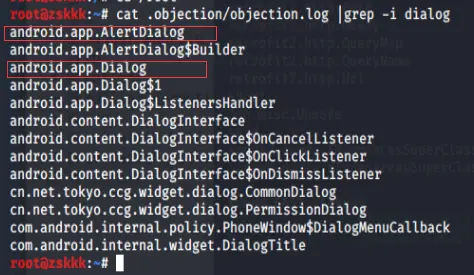 root@zskkk:~# cat .objection/objection.log |grep -i dialog
android.app.AlertDialog
android.app.AlertDialog$Builder
android.app.Dialog
android.app.Dialog$1
android.app.Dialog$ListenersHandler
android.content.DialogInterface
android.content.DialogInterface$OnCancelListener
android.content.DialogInterface$OnClickListener
android.content.DialogInterface$OnDismissListener
cn.net.tokyo.ccg.widget.dialog.CommonDialog
cn.net.tokyo.ccg.widget.dialog.PermissionDialog
com.android.internal.policy.PhoneWindow$DialogMenuCallback
com.android.internal.widget.DialogTitle
root@zskkk:~#